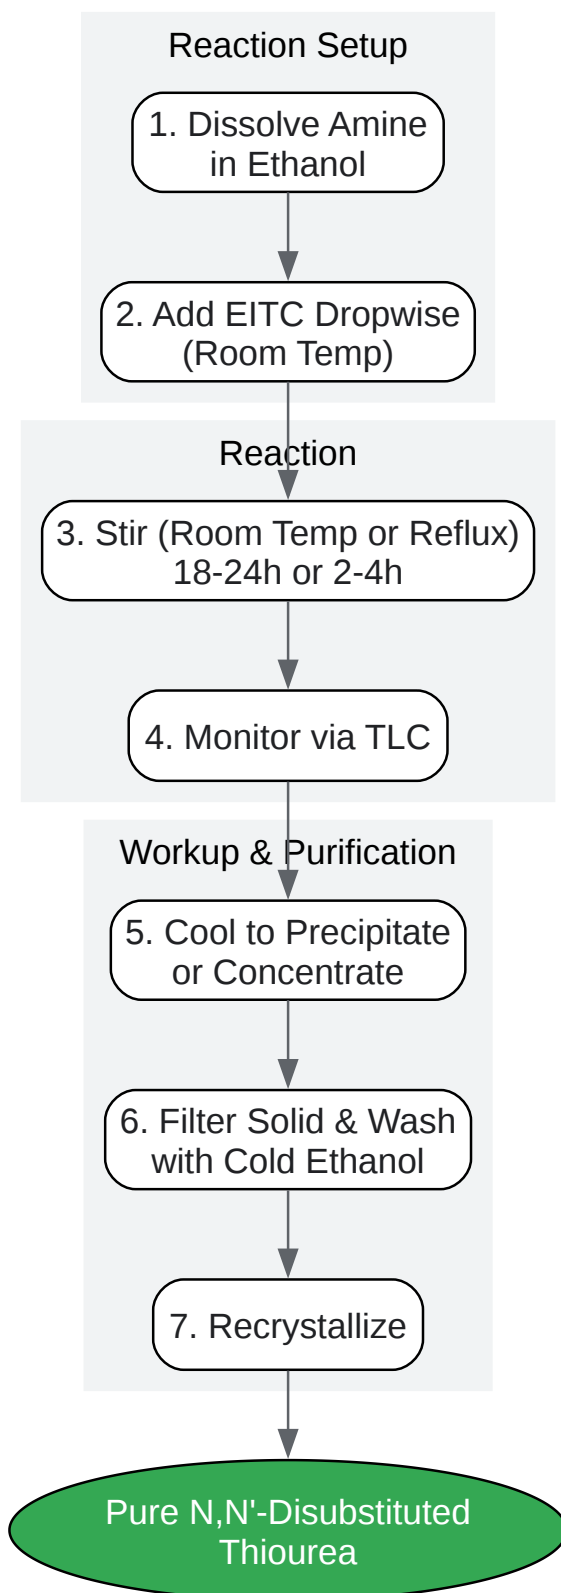 Reaction Setup
1. Dissolve Amine
in Ethanol
2. Add EITC Dropwise
(Room Temp)
Reaction
3. Stir (Room Temp or Reflux)
18-24h or 2-4h
4. Monitor via TLC
Workup & Purification
5. Cool to Precipitate
or Concentrate
6. Filter Solid & Wash
with Cold Ethanol
7. Recrystallize
Pure N,N'-Disubstituted
Thiourea